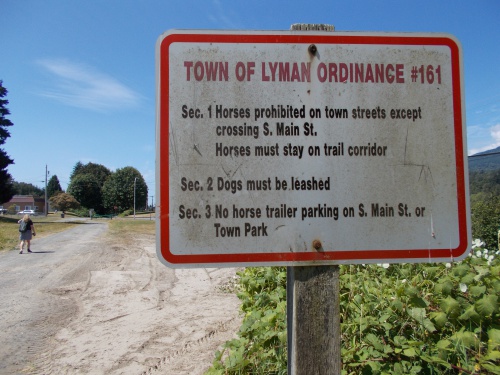 TOWN OF LYMAN ORDINANCE #161
Sec. 1 Horses prohibited on town streets except
crossing S. Main St.
Horses must stay on trail corridor
Sec. 2 Dogs must be leashed
Sec. 3 No horse trailer parking on S. Main St. or
Town Park